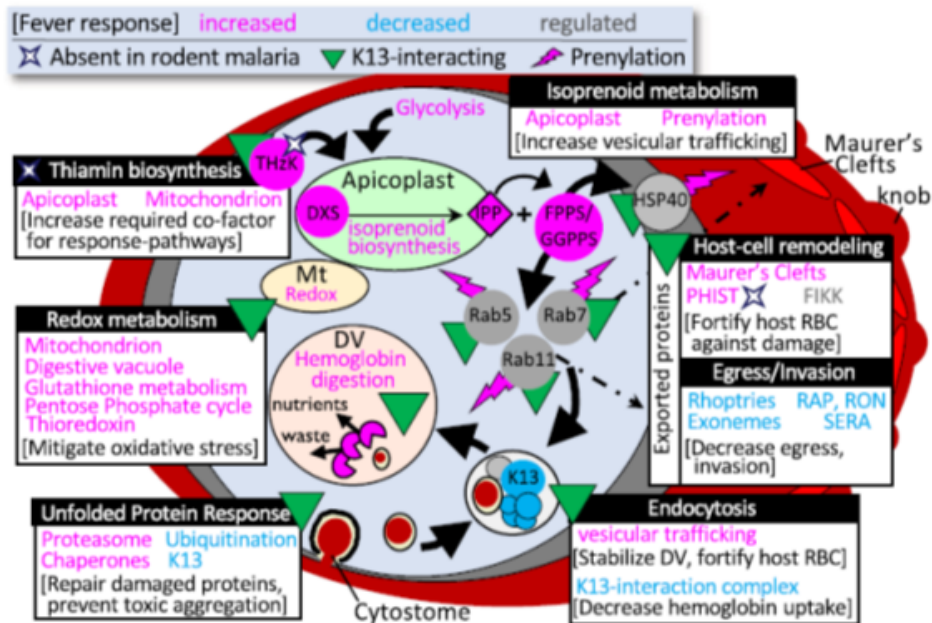 [Fever response] increased decreased regulated
Absent in rodent malaria K13-interacting Prenylation
Isoprenoid metabolism
Apicoplast Prenylation
[Increase vesicular trafficking]
Maurer's
Clefts
knob
Glycolysis
THzK
Thiamin biosynthesis
Apicoplast Mitochondrion
[Increase required co-factor
for response-pathways]
Apicoplast
DXS
IPP
+
FPPS/
GGPPS
isoprenoid
biosynthesis
HSP40
Mt
Redox
Host-cell remodeling
Maurer's Clefts
PHIST FIKK
[Fortify host RBC
against damage]
Exported proteins
Redox metabolism
Mitochondrion
Digestive vacuole
Glutathione metabolism
Pentose Phosphate cycle
Thioredoxin
[Mitigate oxidative stress]
Rab5
Rab7
Rab11
DV
Hemoglobin
digestion
nutrients
waste
Egress/Invasion
Rhoptries RAP, RON
Exonemes SERA
[Decrease egress,
invasion]
K13
Unfolded Protein Response
Proteasome Ubiquitination
Chaperones K13
[Repair damaged proteins,
prevent toxic aggregation]
Cytostome
Endocytosis
vesicular trafficking
[Stabilize DV, fortify host RBC]
K13-interaction complex
[Decrease hemoglobin uptake]